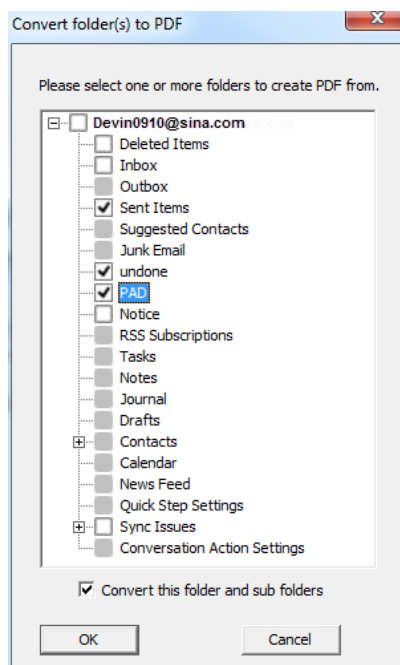 Convert folder(s) to PDF
Please select one or more folders to create PDF from.
Devin0910@sina.com
Deleted Items
Inbox
Outbox
Sent Items
Suggested Contacts
Junk Email
undone
PAD
Notice
RSS Subscriptions
Tasks
Notes
Journal
Drafts
Contacts
Calendar
News Feed
Quick Step Settings
Sync Issues
Conversation Action Settings
Convert this folder and sub folders
OK Cancel